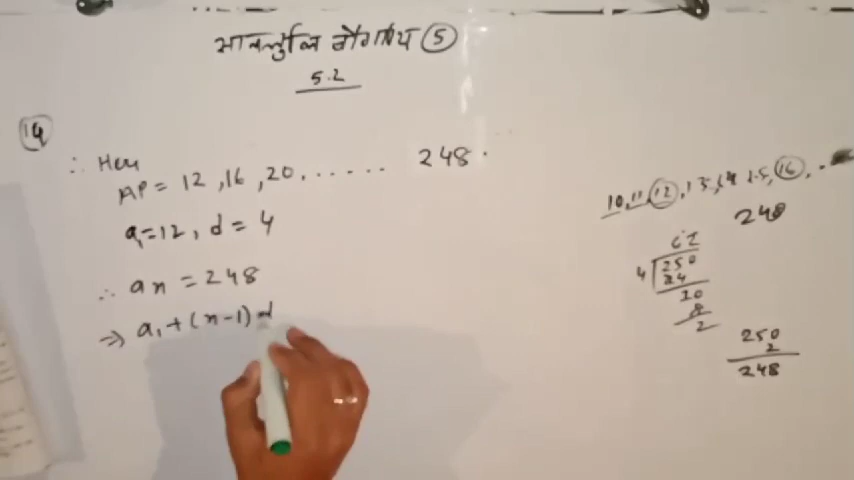 5
5.2
14
∴ Here
AP = 12 , 16 , 20 . . . . . . 248 .
a₁ = 12 , d = 4
∴ an = 248
⇒ a₁ + (n - 1) d
10, 11, 12, 13, 14 15, 16, .
248
62
4 250
24
10
8
2
250
2
248